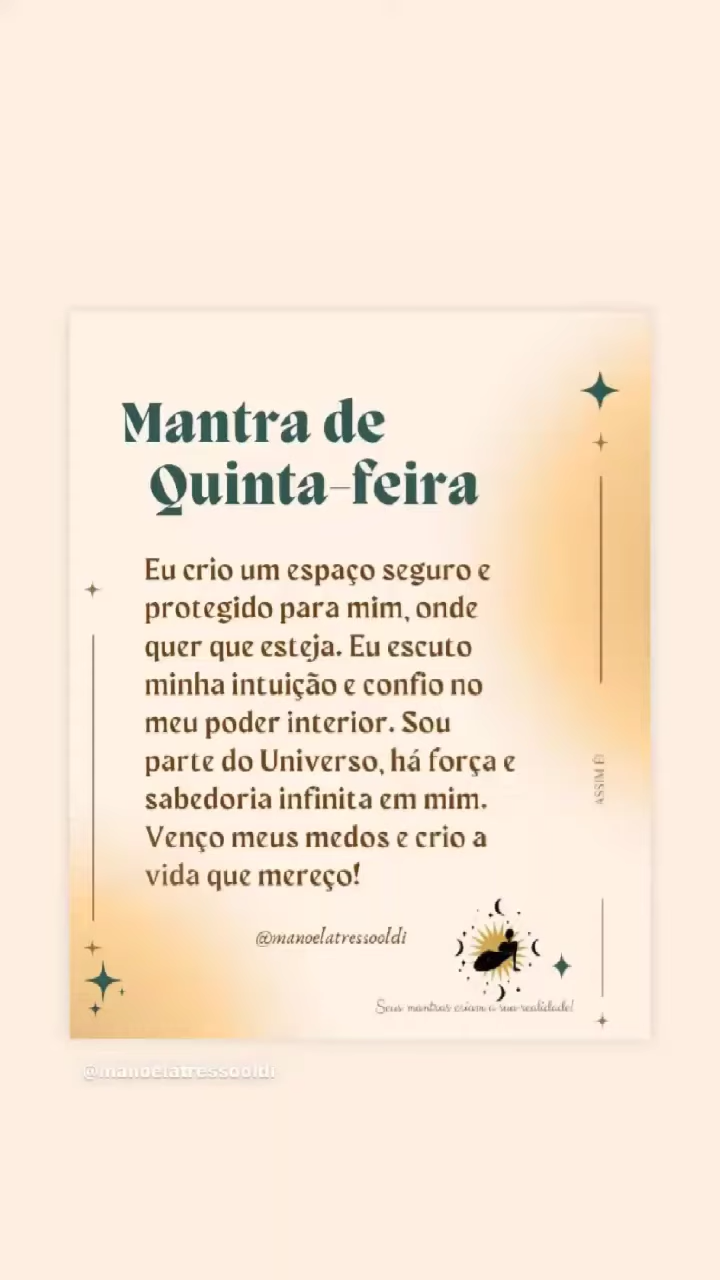 Mantra de
Quinta-feira
Eu crio um espaço seguro e
protegido para mim, onde
quer que esteja. Eu escuto
minha intuição e confio no
meu poder interior. Sou
parte do Universo, há força e
sabedoria infinita em mim.
Venço meus medos e crio a
vida que mereço!
ASSIM É!
@manoelatressooldi
Seus mantras criam a sua realidade!
@manoelatressooldi